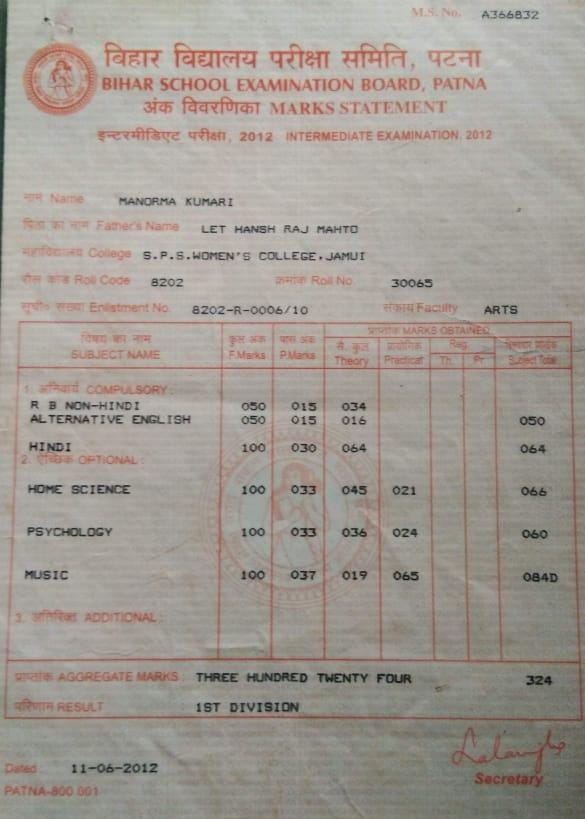 M.S. No. A366832
बिहार विद्यालय परीक्षा समिति, पटना
BIHAR SCHOOL EXAMINATION BOARD, PATNA
अंक विवरणिका MARKS STATEMENT
इन्टरमीडिएट परीक्षा, 2012 INTERMEDIATE EXAMINATION, 2012
नाम Name MANORMA KUMARI
पिता का नाम Father's Name LET HANSH RAJ MAHTO
महाविद्यालय College S.P.S.WOMEN'S COLLEGE,JAMUI
रौल कोड Roll Code 8202 क्रमांक Roll No. 30065
सूची० संख्या Enlistment No. 8202-R-0006/10 संकाय Faculty ARTS
विषय का नाम कुल अंक पास अंक प्राप्तांक MARKS OBTAINED
SUBJECT NAME F.Marks P.Marks सै. कुल Theory प्रायोगिक Practical Reg. Th. Pr. Subject Total
1. अनिवार्य COMPULSORY :
R B NON-HINDI 050 015 034
ALTERNATIVE ENGLISH 050 015 016 050
HINDI 100 030 064 064
2. ऐच्छिक OPTIONAL :
HOME SCIENCE 100 033 045 021 066
PSYCHOLOGY 100 033 036 024 060
MUSIC 100 037 019 065 084D
3. अतिरिक्त ADDITIONAL :
प्राप्तांक AGGREGATE MARKS : THREE HUNDRED TWENTY FOUR 324
परिणाम RESULT 1ST DIVISION
Dated 11-06-2012
Secretary
PATNA-800 001